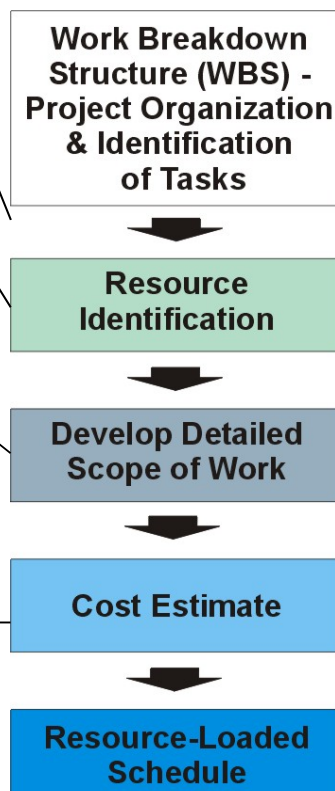 Work Breakdown
Structure (WBS) -
Project Organization
& Identification
of Tasks
Resource
Identification
Develop Detailed
Scope of Work
Cost Estimate
Resource-Loaded
Schedule